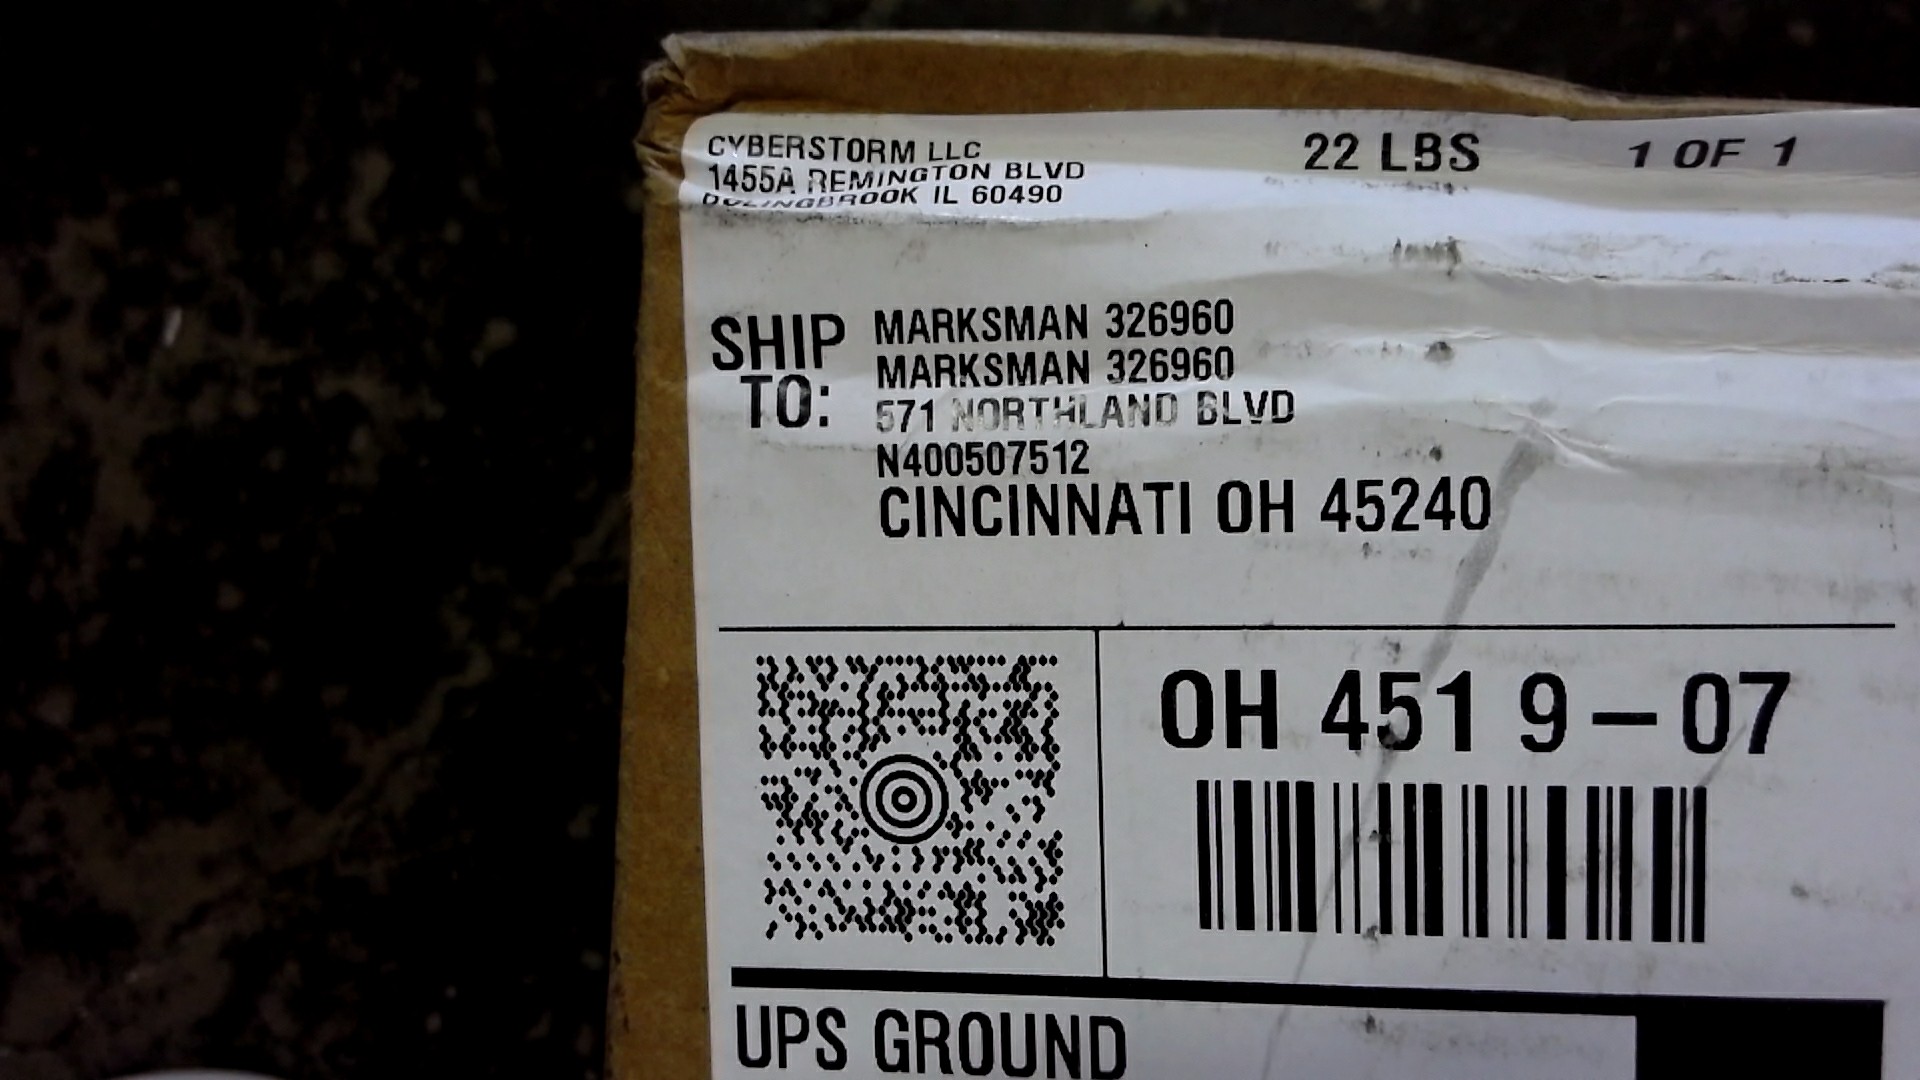 CYBERSTORM LLC
22 LBS
1 OF 1
1455A REMINGTON BLVD
IL 60490
SHIP TO:
MARKSMAN 326960
MARKSMAN 326960
571 NORTHLAND BLVD
N400507512
CINCINNATI OH 45240
OH 451 9-07
UPS GROUND